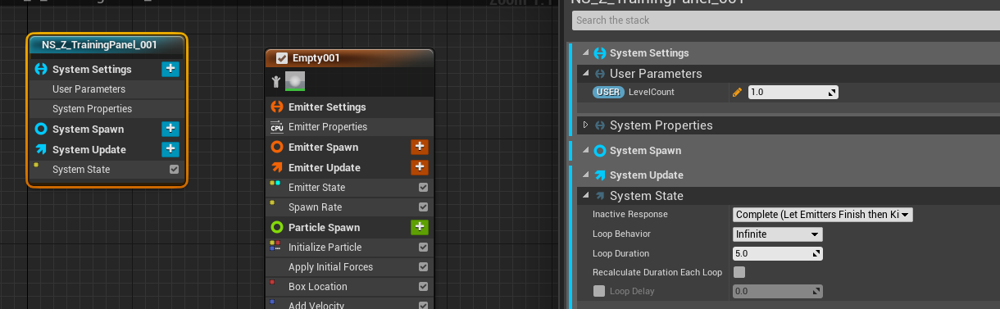 NS_Z_TrainingPanel_001
System Settings
User Parameters
System Properties
System Spawn
System Update
System State
Empty001
Emitter Settings
CPU
Emitter Properties
Emitter Spawn
Emitter Update
Emitter State
Spawn Rate
Particle Spawn
Initialize Particle
Apply Initial Forces
Box Location
Add Velocity
NS_Z_TrainingPanel_001
Search the stack
System Settings
User Parameters
USER LevelCount 1.0
System Properties
System Spawn
System Update
System State
Inactive Response Complete (Let Emitters Finish then Ki
Loop Behavior Infinite
Loop Duration 5.0
Recalculate Duration Each Loop
Loop Delay 0.0